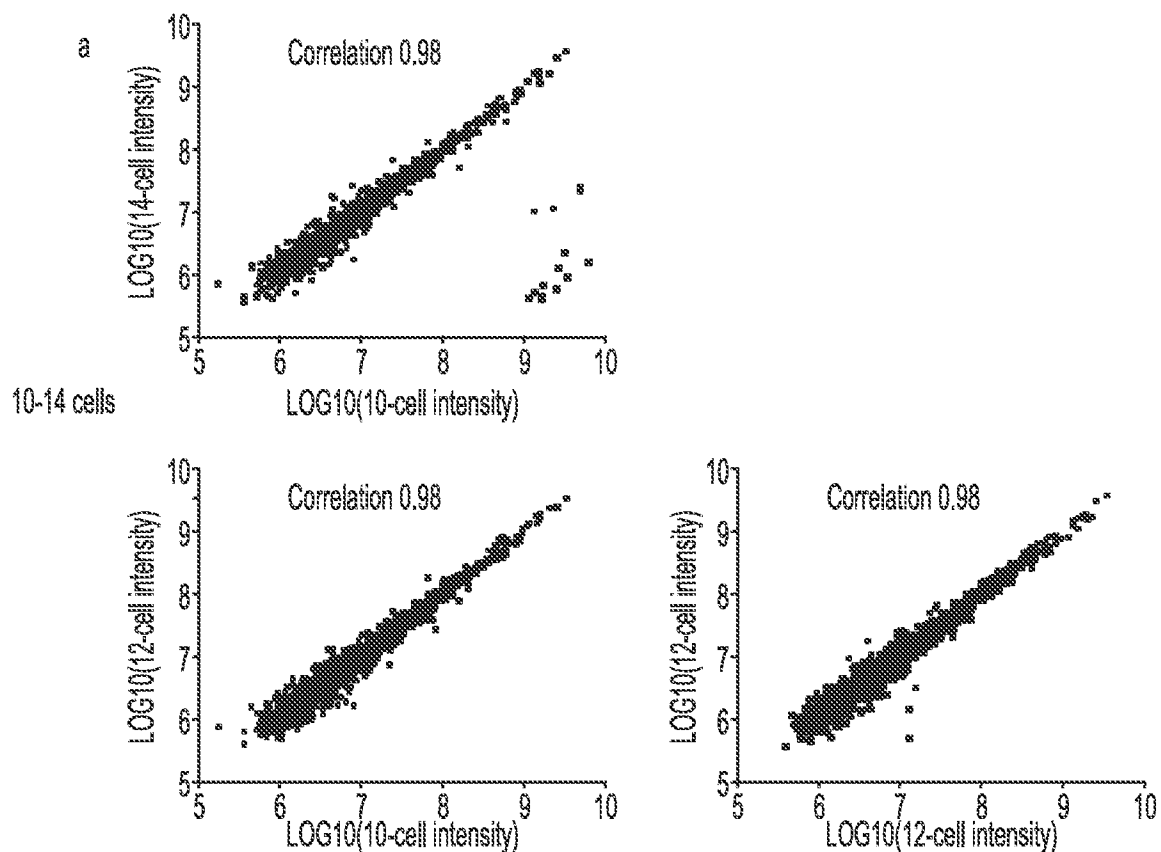 a
Correlation 0.98
LOG10(14-cell intensity)
10
9
8
7
6
5
5 6 7 8 9 10
LOG10(10-cell intensity)
10-14 cells
Correlation 0.98
LOG10(12-cell intensity)
10
9
8
7
6
5
5 6 7 8 9 10
LOG10(10-cell intensity)
Correlation 0.98
LOG10(12-cell intensity)
10
9
8
7
6
5
5 6 7 8 9 10
LOG10(12-cell intensity)